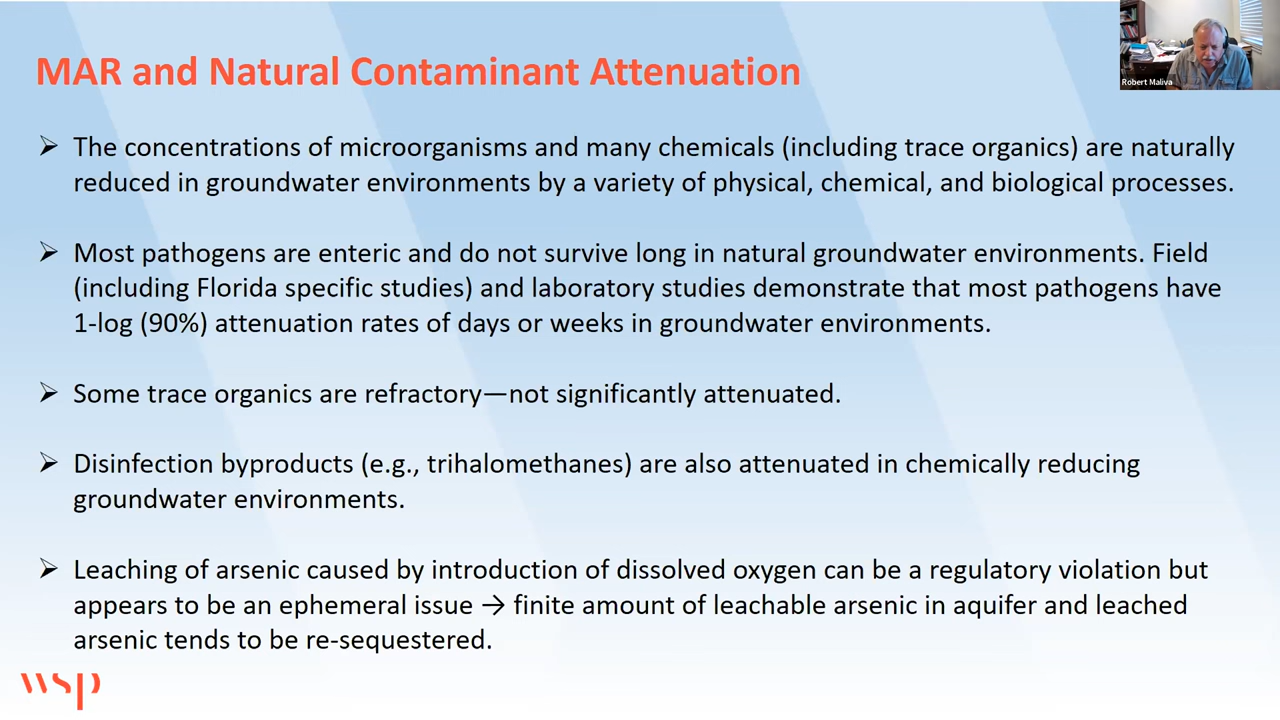 MAR and Natural Contaminant Attenuation
Robert Maliva
➢ The concentrations of microorganisms and many chemicals (including trace organics) are naturally
reduced in groundwater environments by a variety of physical, chemical, and biological processes.
➢ Most pathogens are enteric and do not survive long in natural groundwater environments. Field
(including Florida specific studies) and laboratory studies demonstrate that most pathogens have
1-log (90%) attenuation rates of days or weeks in groundwater environments.
➢ Some trace organics are refractory—not significantly attenuated.
➢ Disinfection byproducts (e.g., trihalomethanes) are also attenuated in chemically reducing
groundwater environments.
➢ Leaching of arsenic caused by introduction of dissolved oxygen can be a regulatory violation but
appears to be an ephemeral issue → finite amount of leachable arsenic in aquifer and leached
arsenic tends to be re-sequestered.
wsp